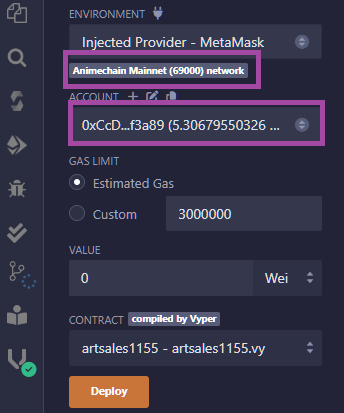 ENVIRONMENT
Injected Provider - MetaMask
Animechain Mainnet (69000) network
ACCOUNT
0xCcD...f3a89 (5.30679550326 ...
GAS LIMIT
Estimated Gas
Custom 3000000
VALUE
0 Wei
CONTRACT compiled by Vyper
artsales1155 - artsales1155.vy
Deploy